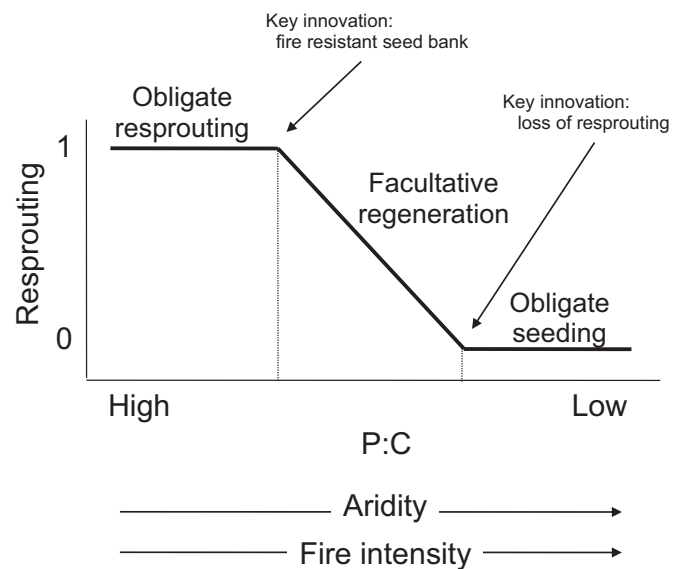 Key innovation:
fire resistant seed bank
Key innovation:
loss of resprouting
Obligate
resprouting
Facultative
regeneration
Obligate
seeding
Resprouting
1
0
High
Low
P:C
Aridity
Fire intensity